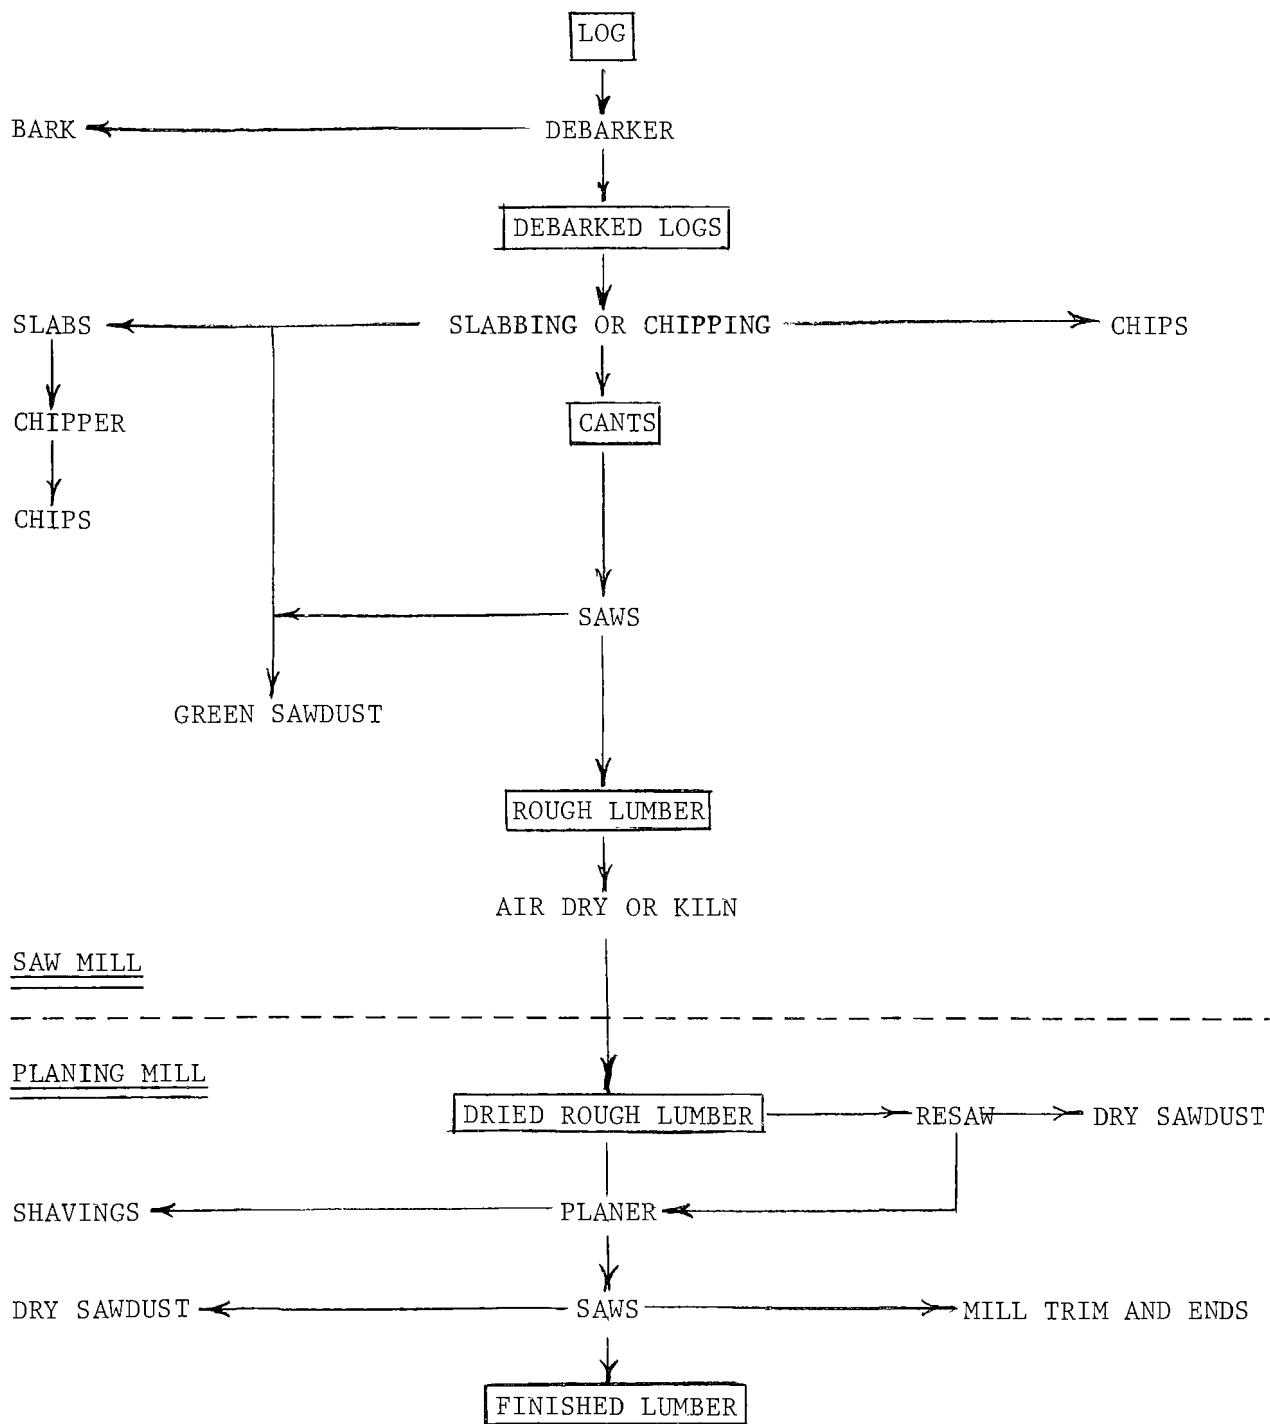 LOG
BARK DEBARKER
DEBARKED LOGS
SLABS SLABBING OR CHIPPING CHIPS
CHIPPER CANTS
CHIPS
SAWS
GREEN SAWDUST
ROUGH LUMBER
AIR DRY OR KILN
SAW MILL
PLANING MILL
DRIED ROUGH LUMBER RESAW DRY SAWDUST
SHAVINGS PLANER
DRY SAWDUST SAWS MILL TRIM AND ENDS
FINISHED LUMBER